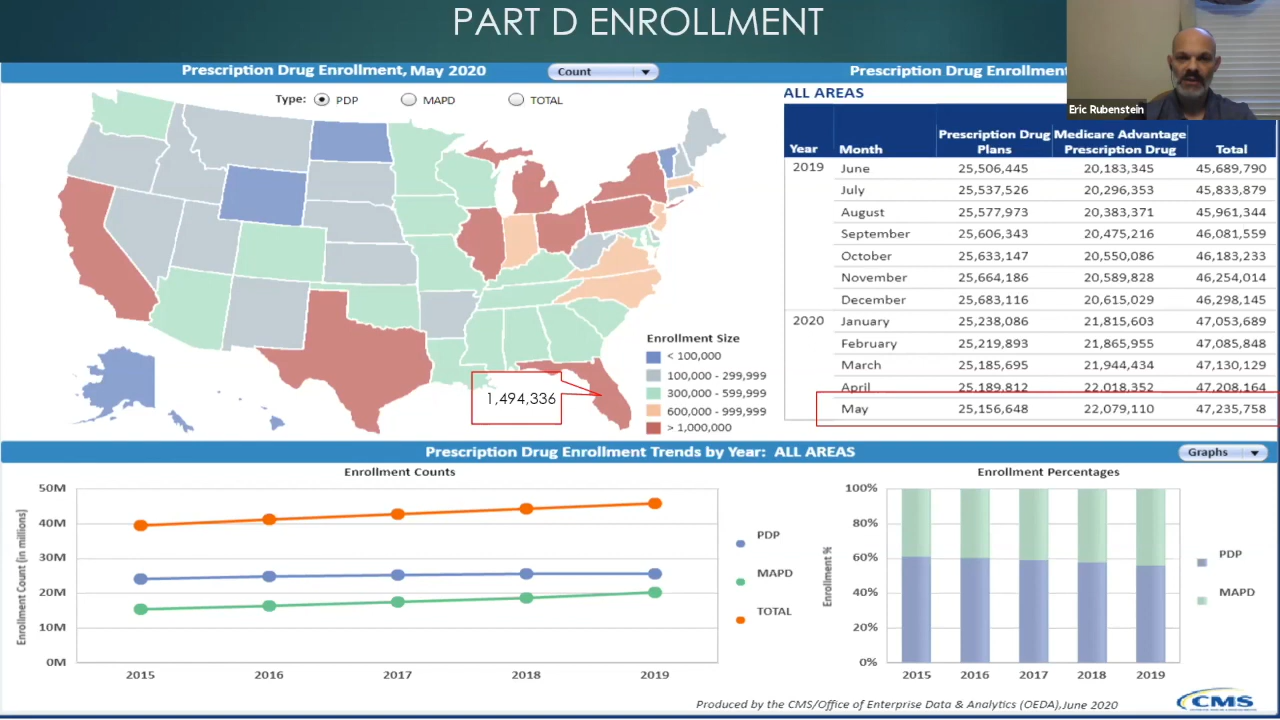 PART D ENROLLMENT
Prescription Drug Enrollment, May 2020
Count
Type: PDP MAPD TOTAL
Enrollment Size
< 100,000
100,000 - 299,999
300,000 - 599,999
600,000 - 999,999
> 1,000,000
1,494,336
Prescription Drug Enrollment
Eric Rubenstein
ALL AREAS
Year Month Prescription Drug Plans Medicare Advantage Prescription Drug Total
2019 June 25,506,445 20,183,345 45,689,790
July 25,537,526 20,296,353 45,833,879
August 25,577,973 20,383,371 45,961,344
September 25,606,343 20,475,216 46,081,559
October 25,633,147 20,550,086 46,183,233
November 25,664,186 20,589,828 46,254,014
December 25,683,116 20,615,029 46,298,145
2020 January 25,238,086 21,815,603 47,053,689
February 25,219,893 21,865,955 47,085,848
March 25,185,695 21,944,434 47,130,129
April 25,189,812 22,018,352 47,208,164
May 25,156,648 22,079,110 47,235,758
Prescription Drug Enrollment Trends by Year: ALL AREAS
Graphs
Enrollment Counts
Enrollment Count (in millions)
50M
40M
30M
20M
10M
0M
2015 2016 2017 2018 2019
PDP
MAPD
TOTAL
Enrollment Percentages
Enrollment %
100%
80%
60%
40%
20%
0%
2015 2016 2017 2018 2019
PDP
MAPD
Produced by the CMS/Office of Enterprise Data & Analytics (OEDA),June 2020
CMS